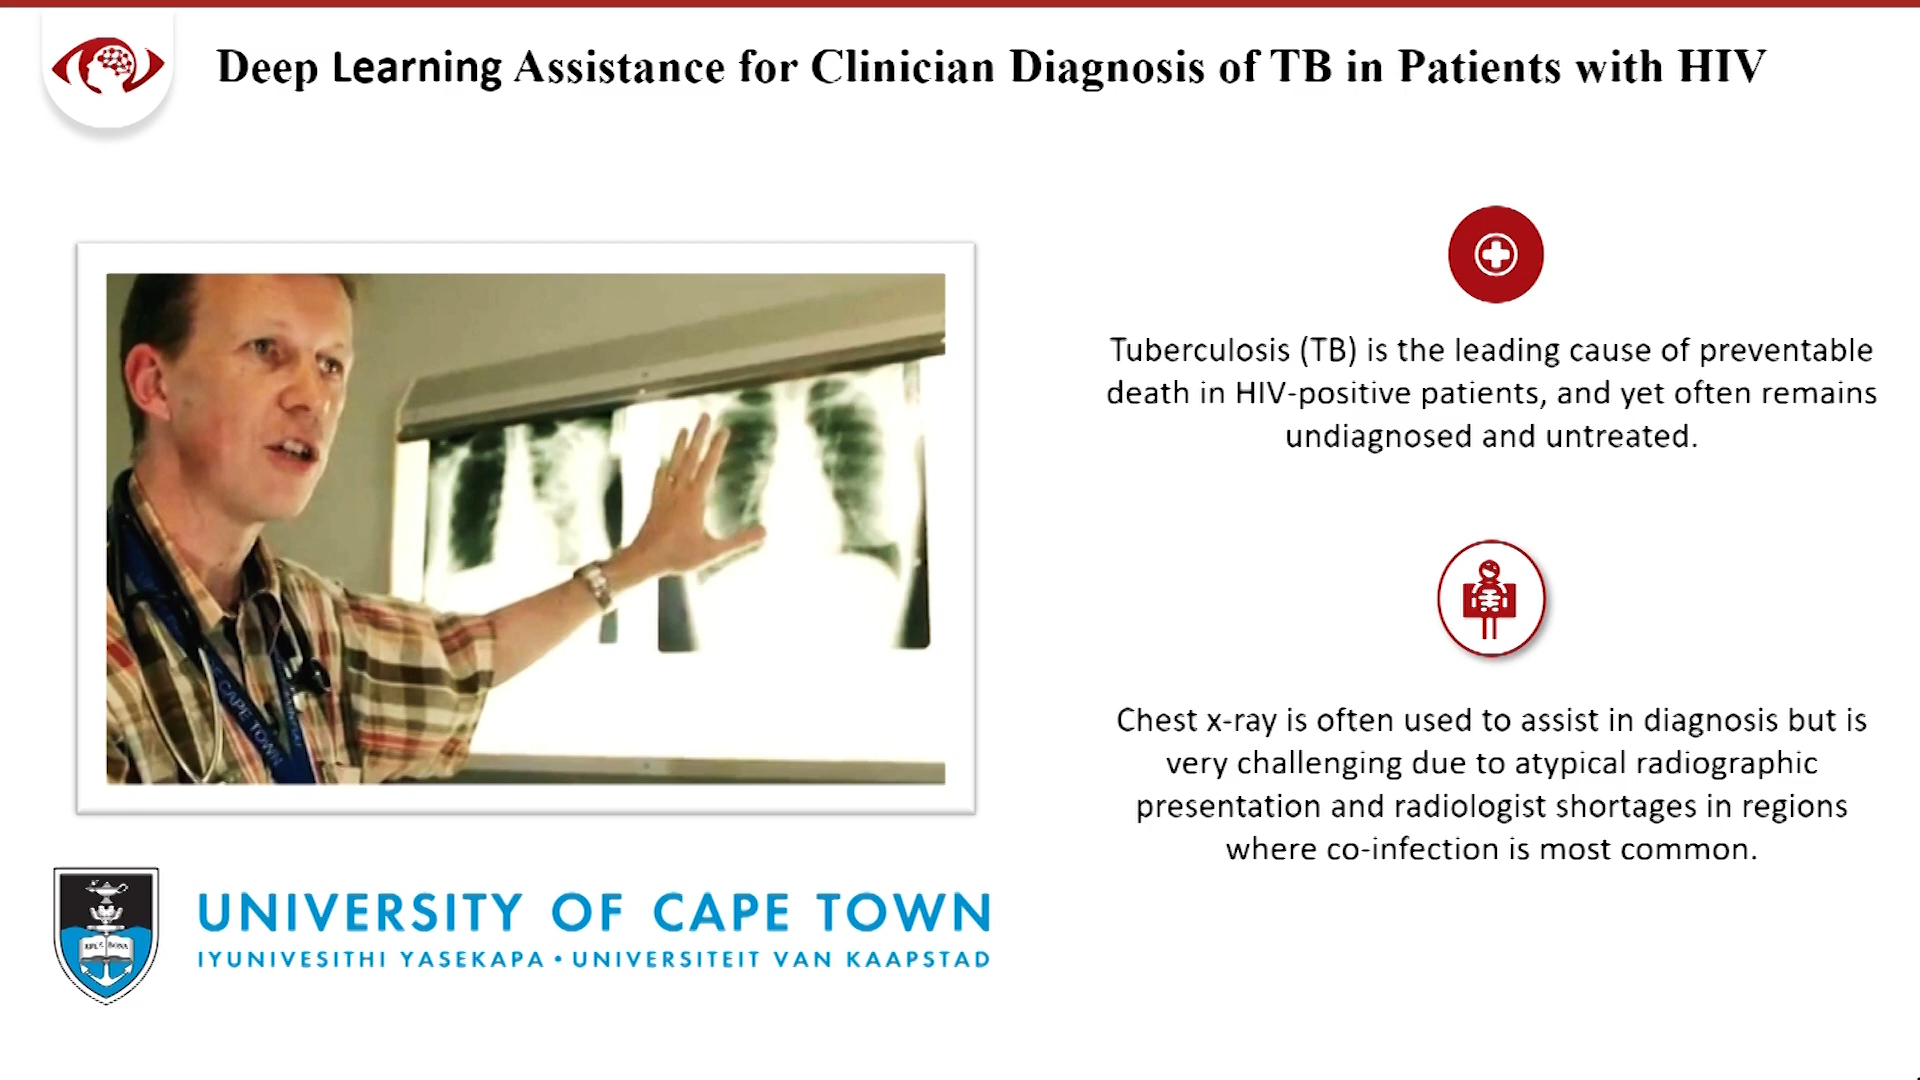 Deep Learning Assistance for Clinician Diagnosis of TB in Patients with HIV
Tuberculosis (TB) is the leading cause of preventable
death in HIV-positive patients, and yet often remains
undiagnosed and untreated.
Chest x-ray is often used to assist in diagnosis but is
very challenging due to atypical radiographic
presentation and radiologist shortages in regions
where co-infection is most common.
CAPE TOWN
UNIVERSITY OF CAPE TOWN
IYUNIVESITHI YASEKAPA • UNIVERSITEIT VAN KAAPSTAD